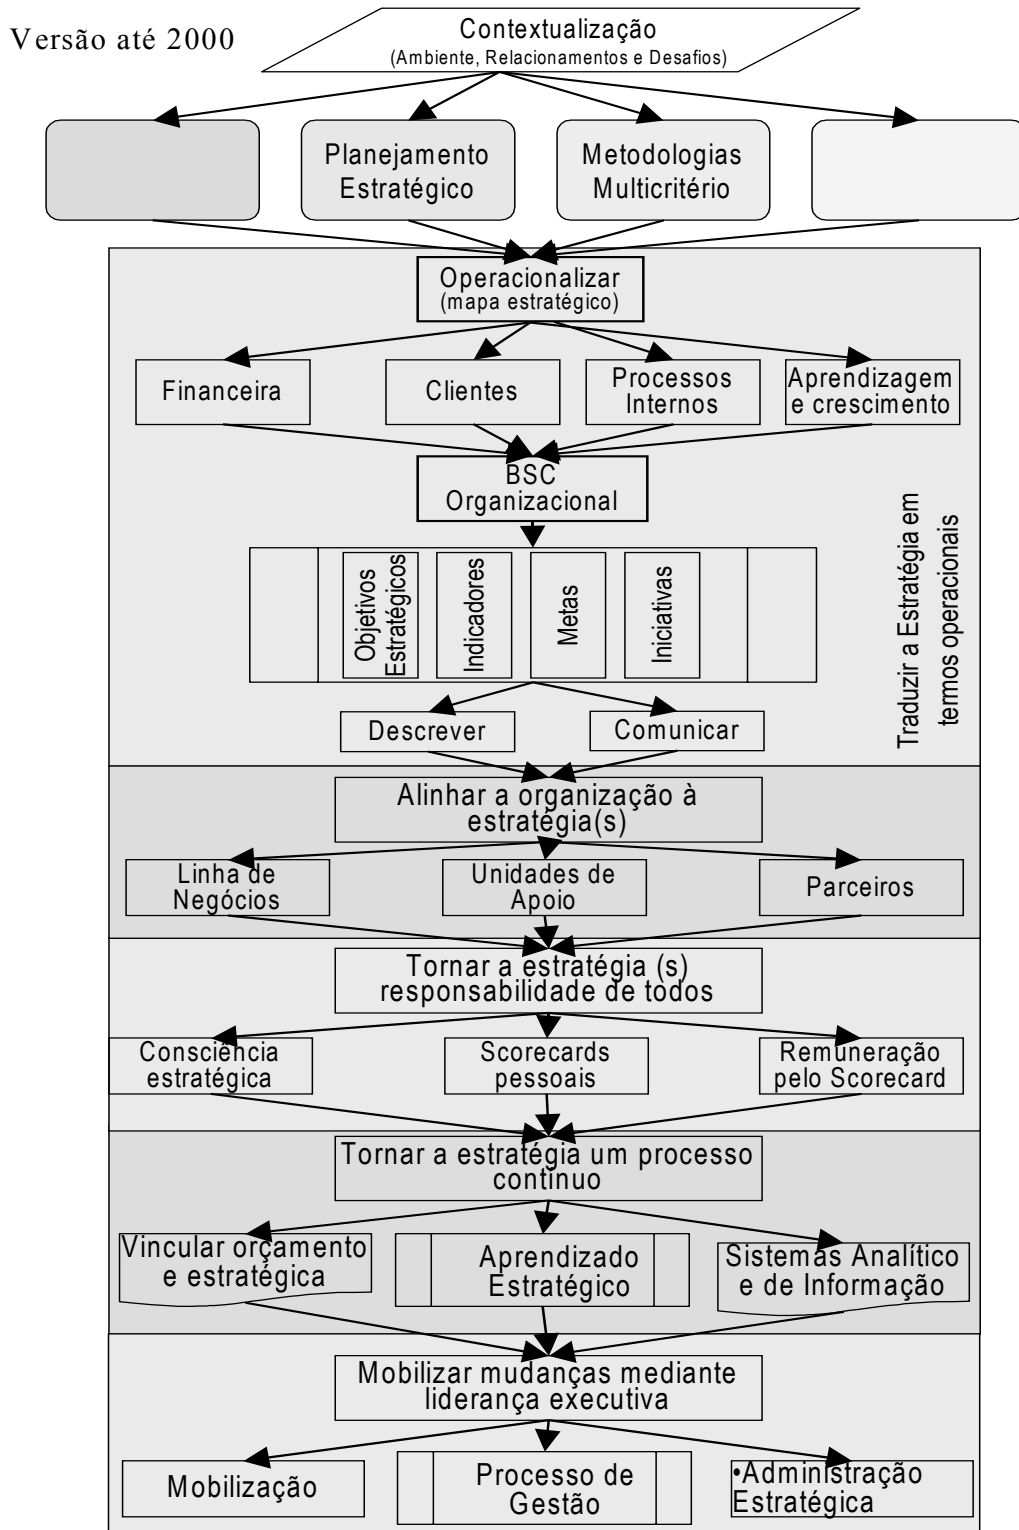 Versão até 2000
Contextualização
(Ambiente, Relacionamentos e Desafios)
Planejamento
Estratégico
Metodologias
Multicritério
Operacionalizar
(mapa estratégico)
Financeira
Clientes
Processos
Internos
Aprendizagem
e crescimento
BSC
Organizacional
Objetivos
Estratégicos
Indicadores
Metas
Iniciativas
Traduzir a Estratégia em
termos operacionais
Descrever
Comunicar
Alinhar a organização à
estratégia(s)
Linha de
Negócios
Unidades de
Apoio
Parceiros
Tornar a estratégia (s)
responsabilidade de todos
Consciência
estratégica
Scorecards
pessoais
Remuneração
pelo Scorecard
Tornar a estratégia um processo
contínuo
Vincular orçamento
e estratégica
Aprendizado
Estratégico
Sistemas Analítico
e de Informação
Mobilizar mudanças mediante
liderança executiva
Mobilização
Processo de
Gestão
•Administração
Estratégica